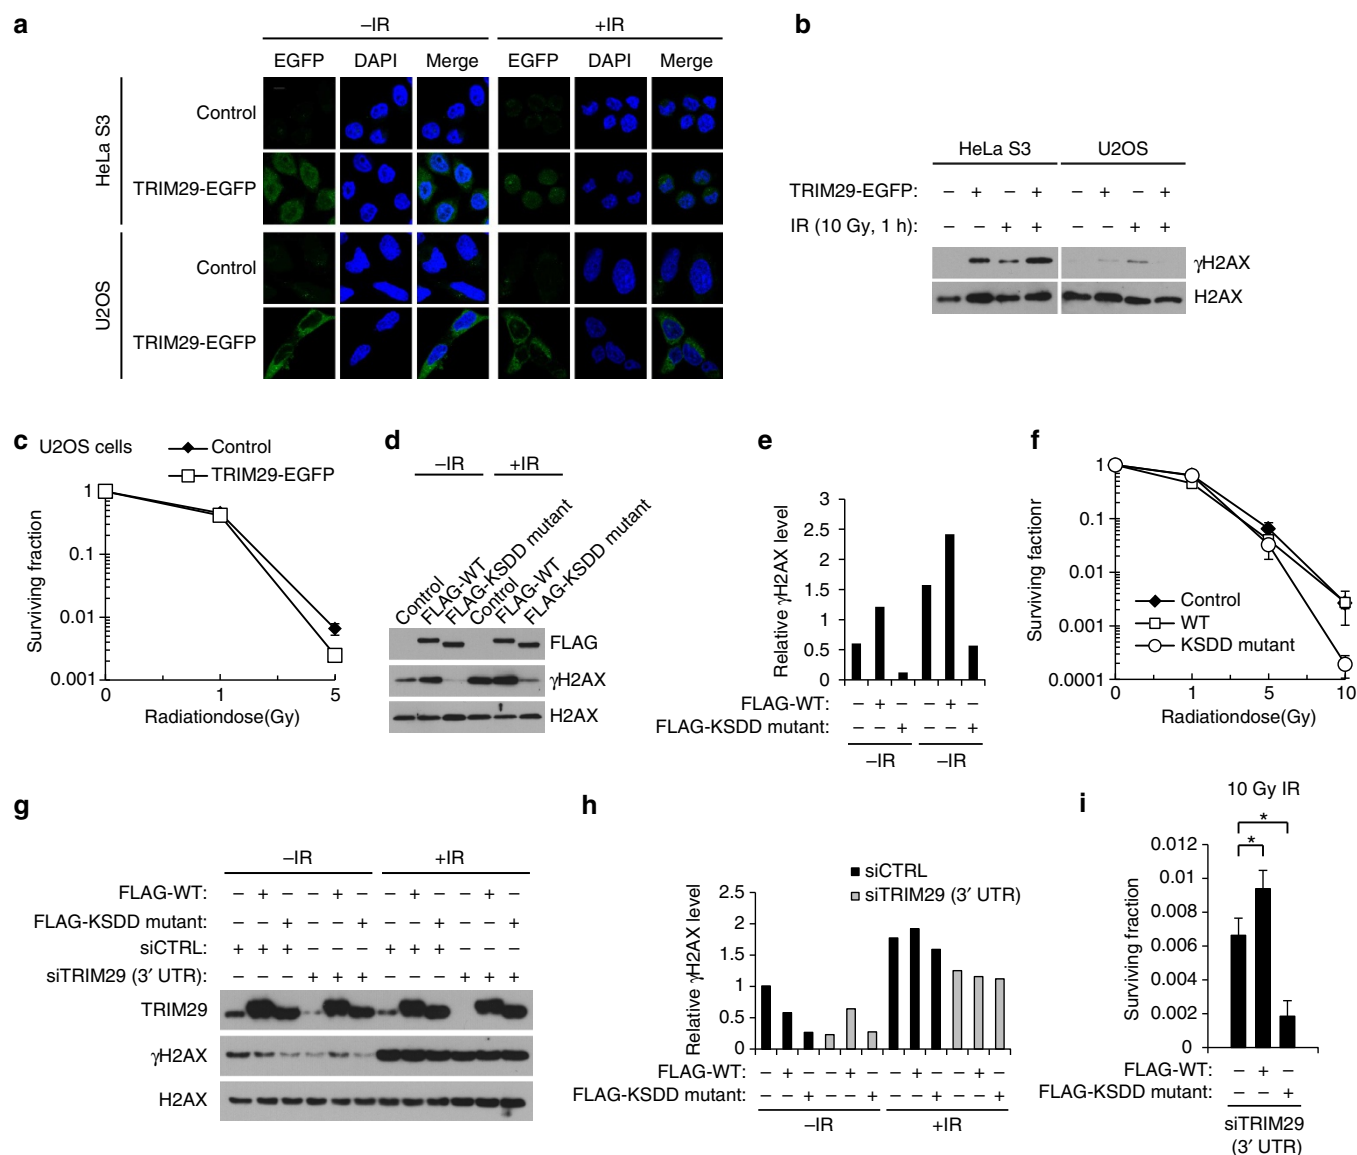 a
–IR
+IR
EGFP DAPI Merge EGFP DAPI Merge
HeLa S3
Control
TRIM29-EGFP
U2OS
Control
TRIM29-EGFP
b
HeLa S3 U2OS
TRIM29-EGFP: – + – + – + – +
IR (10 Gy, 1 h): – – + + – – + +
γH2AX
H2AX
c
U2OS cells
Control
TRIM29-EGFP
Surviving fraction
1
0.1
0.01
0.001
0 1 5
Radiationdose(Gy)
d
–IR +IR
Control
FLAG-WT
FLAG-KSDD mutant
Control
FLAG-WT
FLAG-KSDD mutant
FLAG
γH2AX
H2AX
e
Relative γH2AX level
3
2.5
2
1.5
1
0.5
0
FLAG-WT: – + – – + –
FLAG-KSDD mutant: – – + – – +
–IR –IR
f
Surviving factionr
1
0.1
0.01
0.001
0.0001
Control
WT
KSDD mutant
0 1 5 10
Radiationdose(Gy)
g
–IR +IR
FLAG-WT: – + – – + – – + – – + –
FLAG-KSDD mutant: – – + – – + – – + – – +
siCTRL: + + + – – – + + + – – –
siTRIM29 (3′ UTR): – – – + + + – – – + + +
TRIM29
γH2AX
H2AX
h
siCTRL
siTRIM29 (3′ UTR)
Relative γH2AX level
2.5
2
1.5
1
0.5
0
FLAG-WT: – + – – + – – + – – + –
FLAG-KSDD mutant: – – + – – + – – + – – +
–IR +IR
i
10 Gy IR
*
*
Surviving fraction
0.012
0.01
0.008
0.006
0.004
0.002
0
FLAG-WT: – + –
FLAG-KSDD mutant: – – +
siTRIM29
(3′ UTR)